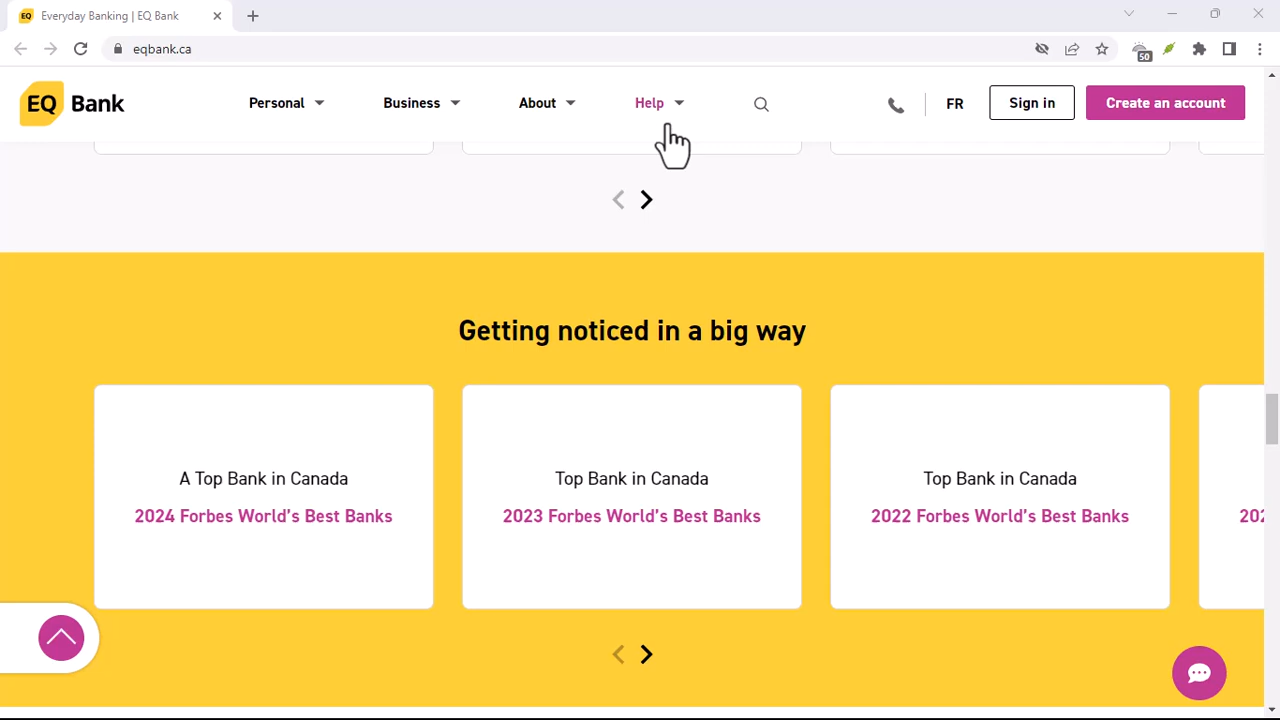 Everyday Banking | EQ Bank
eqbank.ca
50
EQ Bank
Personal
Business
About
Help
FR
Sign in
Create an account
Getting noticed in a big way
A Top Bank in Canada
2024 Forbes World's Best Banks
Top Bank in Canada
2023 Forbes World's Best Banks
Top Bank in Canada
2022 Forbes World's Best Banks
202